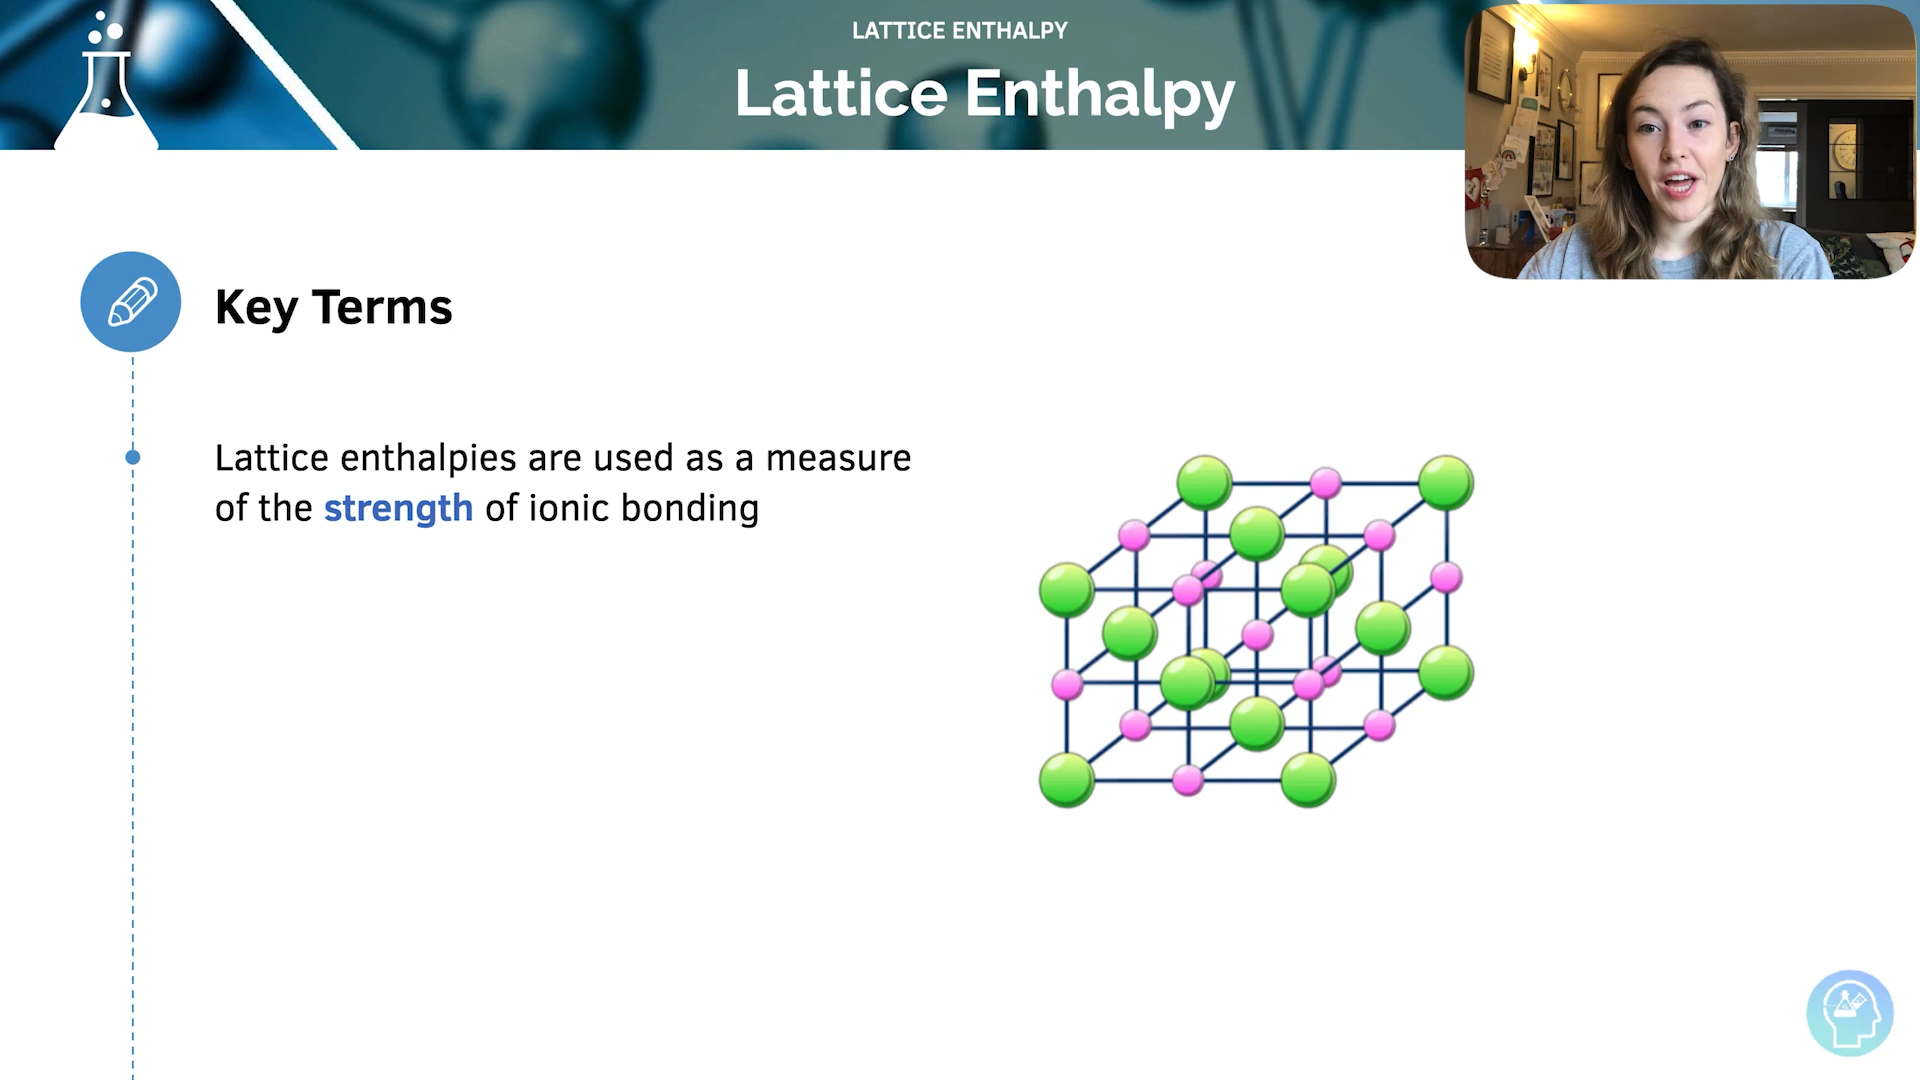 LATTICE ENTHALPY
Lattice Enthalpy
Key Terms
Lattice enthalpies are used as a measure
of the strength of ionic bonding